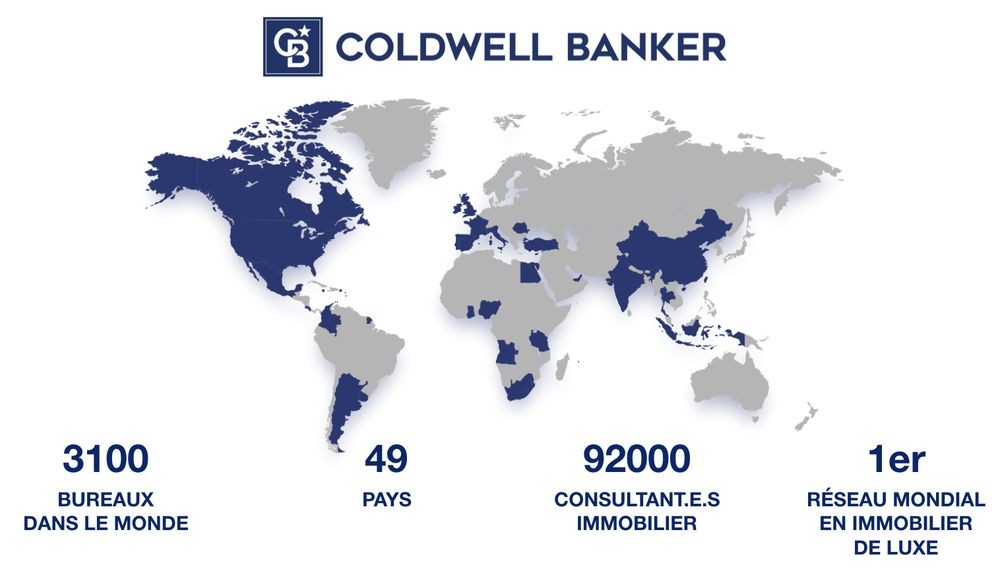 CB
COLDWELL BANKER
3100
BUREAUX
DANS LE MONDE
49
PAYS
92000
CONSULTANT.E.S
IMMOBILIER
1er
RÉSEAU MONDIAL
EN IMMOBILIER
DE LUXE